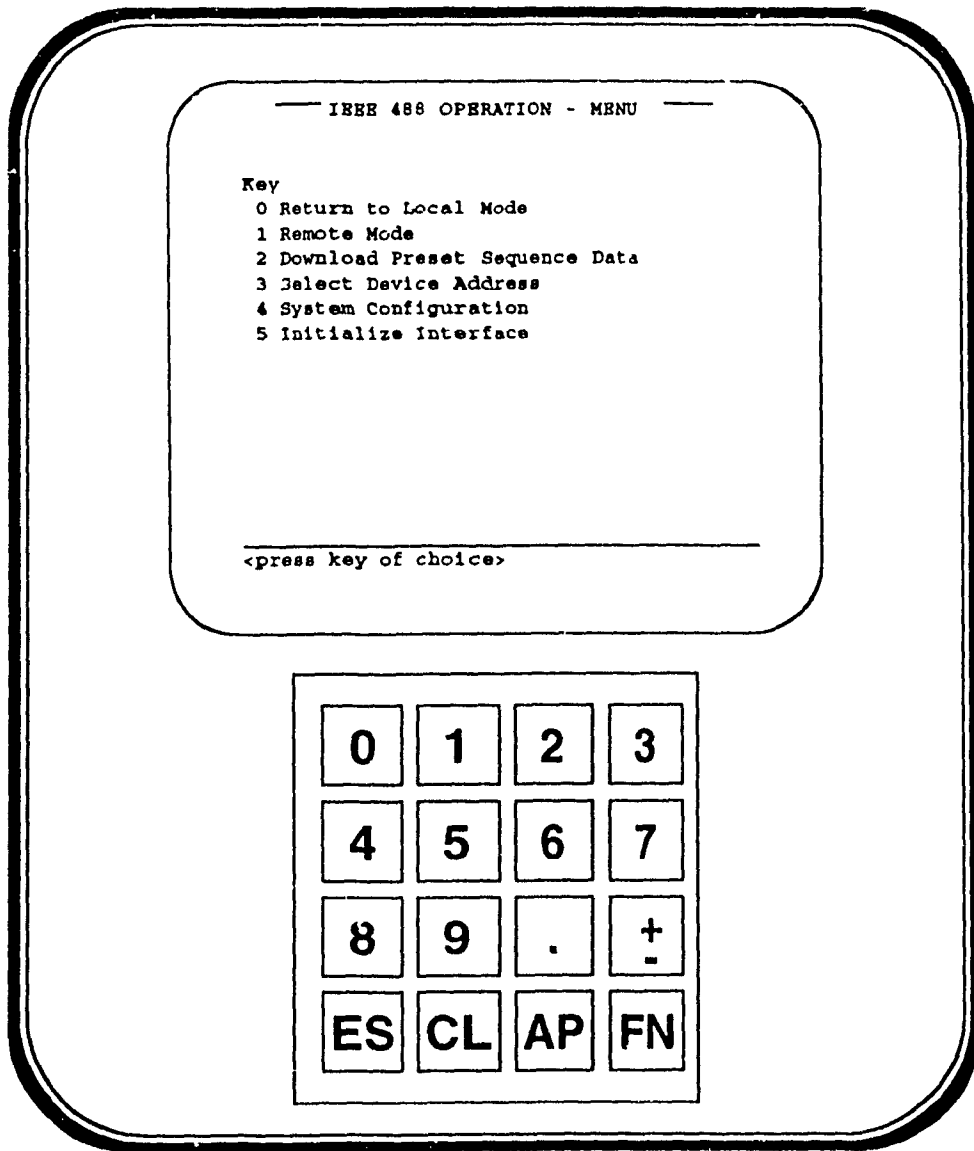 IEEE 488 OPERATION - MENU
Key
0 Return to Local Mode
1 Remote Mode
2 Download Preset Sequence Data
3 Select Device Address
4 System Configuration
5 Initialize Interface
<press key of choice>
0 1 2 3
4 5 6 7
8 9 . + -
ES CL AP FN